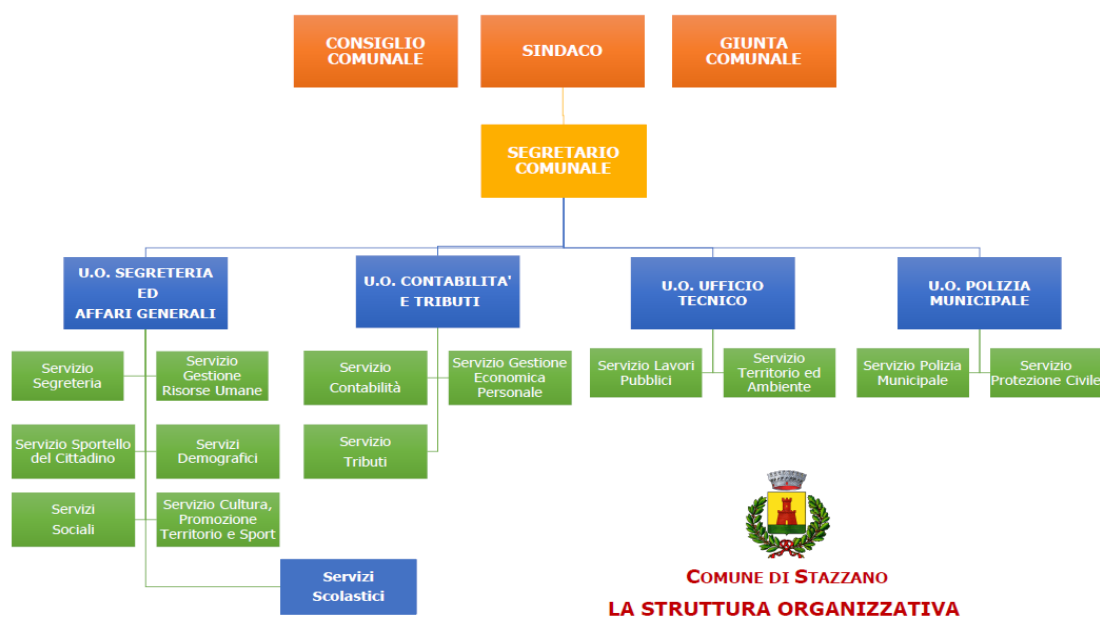 CONSIGLIO
COMUNALE
SINDACO
GIUNTA
COMUNALE
SEGRETARIO
COMUNALE
U.O. SEGRETERIA
ED
AFFARI GENERALI
U.O. CONTABILITA'
E TRIBUTI
U.O. UFFICIO
TECNICO
U.O. POLIZIA
MUNICIPALE
Servizio
Segreteria
Servizio
Gestione
Risorse Umane
Servizio
Contabilità
Servizio Gestione
Economica
Personale
Servizio Lavori
Pubblici
Servizio
Territorio ed
Ambiente
Servizio Polizia
Municipale
Servizio
Protezione Civile
Servizio Sportello
del Cittadino
Servizi
Demografici
Servizio
Tributi
Servizi
Sociali
Servizio Cultura,
Promozione
Territorio e Sport
Servizi
Scolastici
COMUNE DI STAZZANO
LA STRUTTURA ORGANIZZATIVA